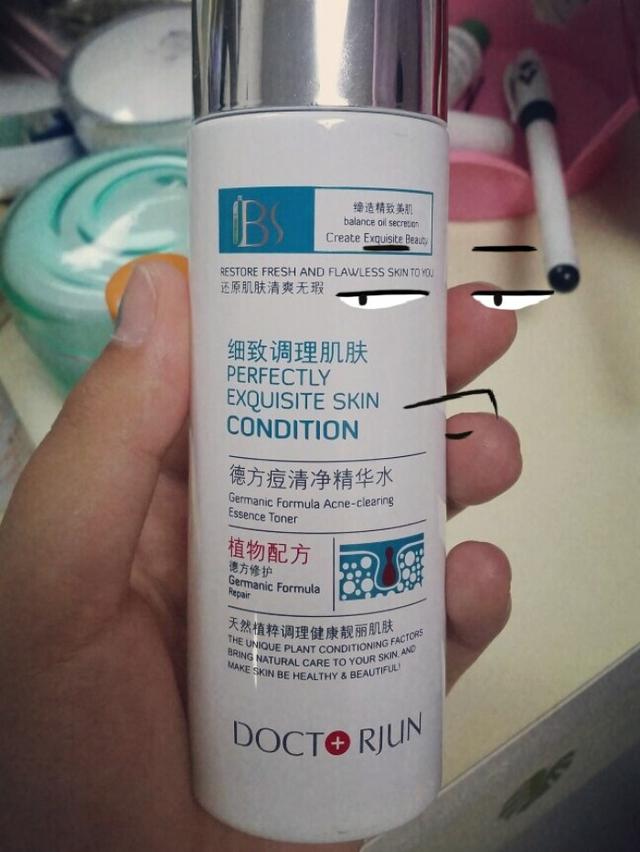 BS
缔造精致美肌
balance oil secretion
Create Exquisite Beauty
RESTORE FRESH AND FLAWLESS SKIN TO YOU
还原肌肤清爽无瑕
细致调理肌肤
PERFECTLY
EXQUISITE SKIN
CONDITION
德方痘清净精华水
Germanic Formula Acne-clearing
Essence Toner
植物配方
德方修护
Germanic Formula
Repair
天然植粹调理健康靓丽肌肤
THE UNIQUE PLANT CONDITIONING FACTORS
BRING NATURAL CARE TO YOUR SKIN, AND
MAKE SKIN BE HEALTHY & BEAUTIFUL!
DOCTORJUN